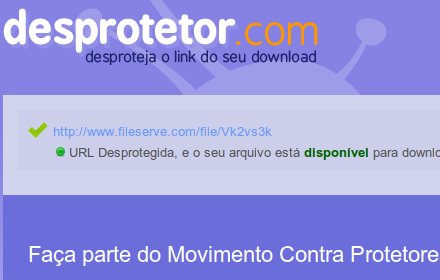 desprotetor.com
desproteja o link do seu download
http://www.fileserve.com/file/Vk2vs3k
URL Desprotegida, e o seu arquivo está disponível para downlo
Faça parte do Movimento Contra Protetore